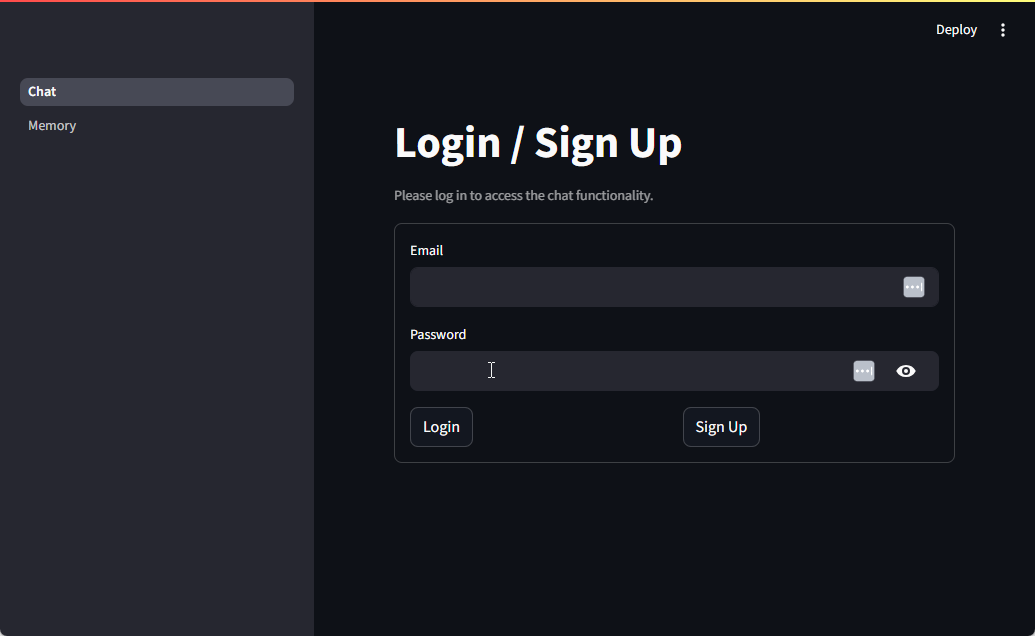 Deploy
Chat
Memory
Login / Sign Up
Please log in to access the chat functionality.
Email
Password
Login
Sign Up